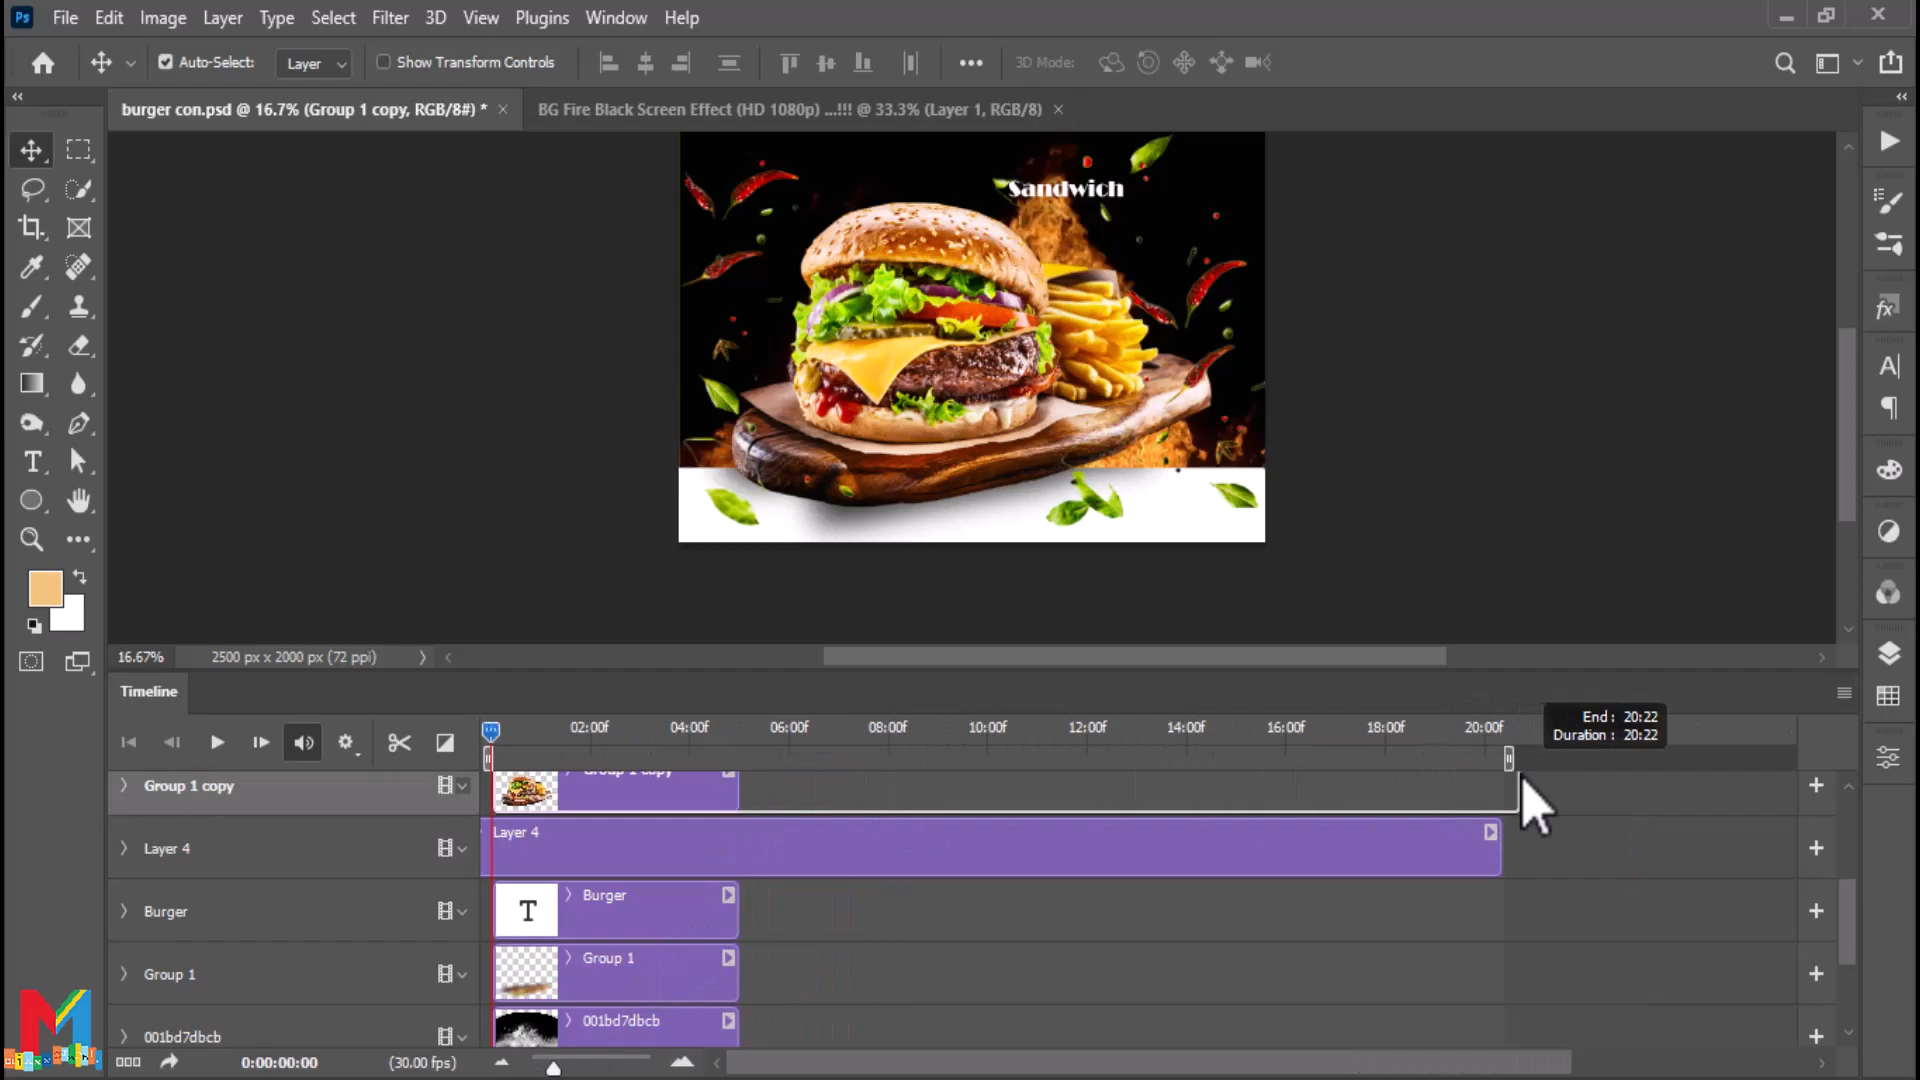 Ps File Edit Image Layer Type Select Filter 3D View Plugins Window Help
Auto-Select: Layer Show Transform Controls 3D Mode:
burger con.psd @ 16.7% (Group 1 copy, RGB/8#) * BG Fire Black Screen Effect (HD 1080p) ...!!! @ 33.3% (Layer 1, RGB/8)
Sandwich
16.67% 2500 px x 2000 px (72 ppi)
Timeline
02:00f 04:00f 06:00f 08:00f 10:00f 12:00f 14:00f 16:00f 18:00f 20:00f
End: 20:22
Duration: 20:22
Group 1 copy Group 1 copy
Layer 4 Layer 4
Burger T Burger
Group 1 Group 1
001bd7dbcb 001bd7dbcb
0:00:00:00 (30.00 fps)